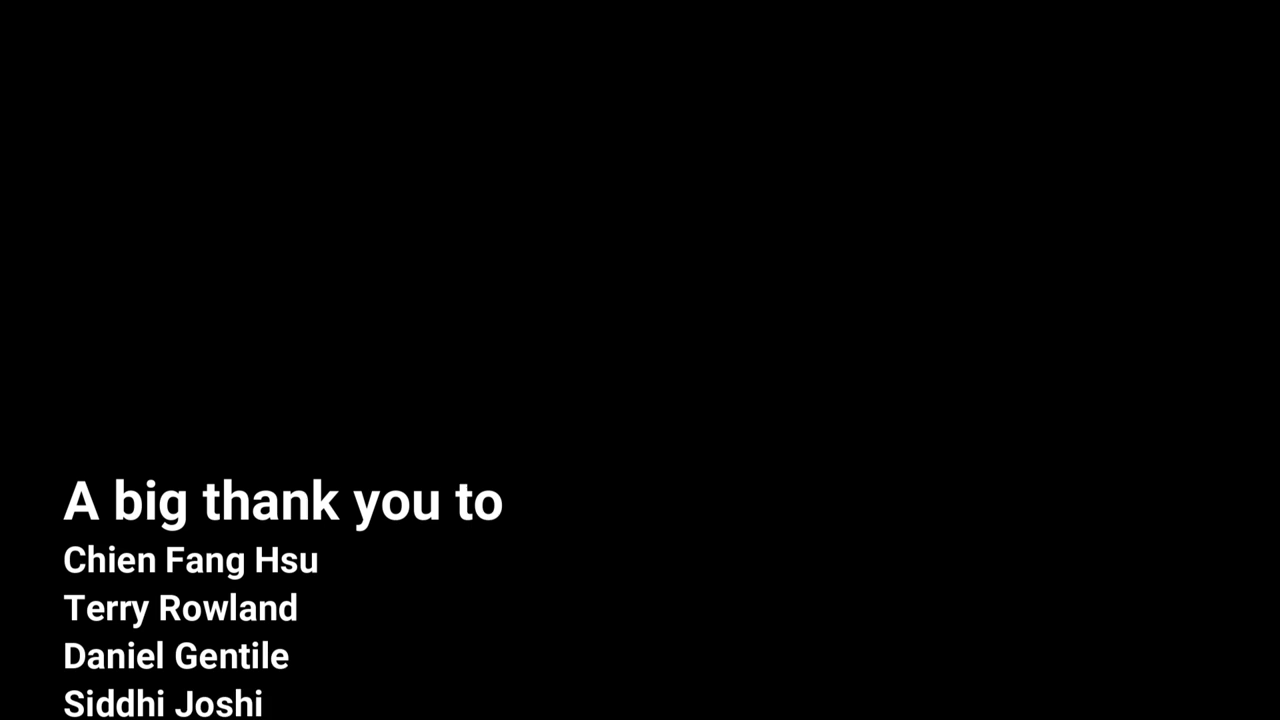 A big thank you to
Chien Fang Hsu
Terry Rowland
Daniel Gentile
Siddhi Joshi